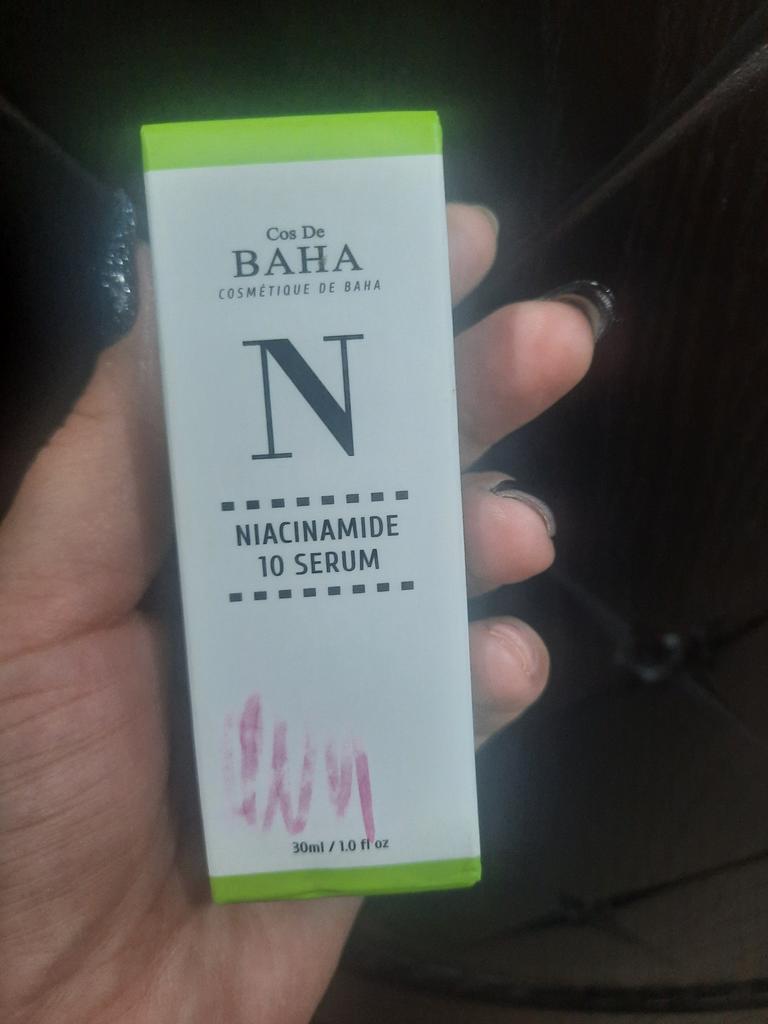 Cos De
BAHA
COSMÉTIQUE DE BAHA
N
NIACINAMIDE
10 SERUM
30ml / 1.0 fl oz